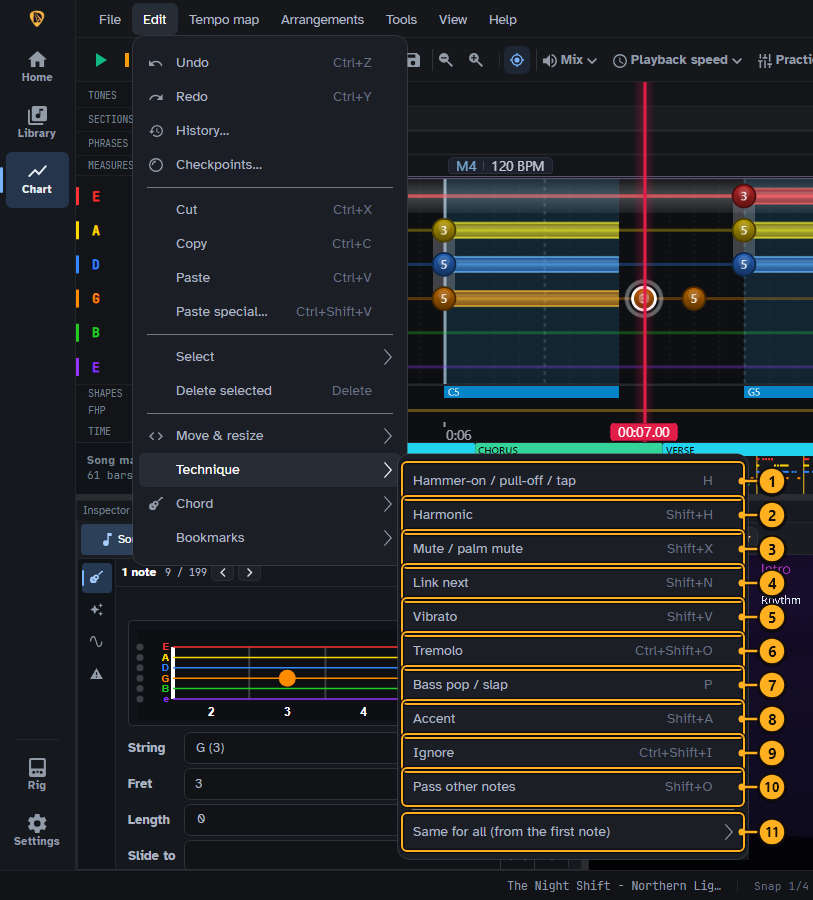 File Edit Tempo map Arrangements Tools View Help
Home
Library
Chart
Rig
Settings
Undo Ctrl+Z
Redo Ctrl+Y
History...
Checkpoints...
Cut Ctrl+X
Copy Ctrl+C
Paste Ctrl+V
Paste special... Ctrl+Shift+V
Select
Delete selected Delete
Move & resize
Technique
Chord
Bookmarks
Mix Playback speed
TONES
SECTIONS
PHRASES
MEASURES
E
A
D
G
B
E
SHAPES
FHP
TIME
M4 120 BPM
3
3 5
5 5
5 5
C5 G5
0:06 00:07.00
CHORUS VERSE
61 bars
Inspector
1 note 9 / 199
E
A
D
G
B
e
2 3 4
String G (3)
Fret 3
Length 0
Slide to
Hammer-on / pull-off / tap H 1
Harmonic Shift+H 2
Mute / palm mute Shift+X 3
Link next Shift+N 4
Vibrato Shift+V 5
Tremolo Ctrl+Shift+O 6
Bass pop / slap P 7
Accent Shift+A 8
Ignore Ctrl+Shift+I 9
Pass other notes Shift+O 10
Same for all (from the first note) 11
Intro
Rhythm
The Night Shift - Northern Lig… Snap 1/4